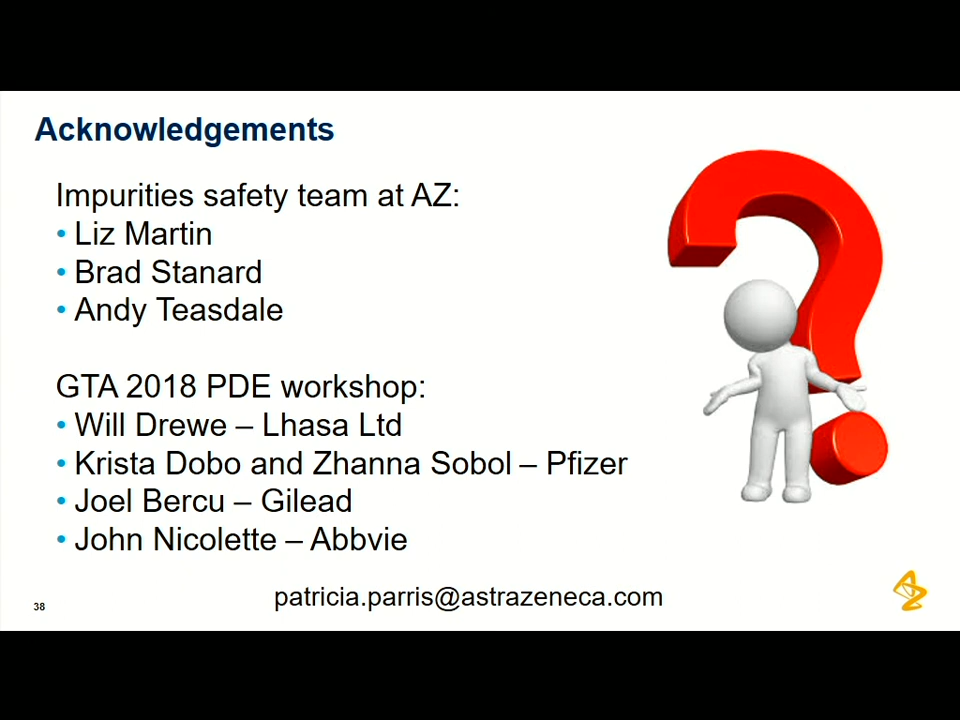 Acknowledgements
Impurities safety team at AZ:
• Liz Martin
• Brad Stanard
• Andy Teasdale
GTA 2018 PDE workshop:
• Will Drewe – Lhasa Ltd
• Krista Dobo and Zhanna Sobol – Pfizer
• Joel Bercu – Gilead
• John Nicolette – Abbvie
38
patricia.parris@astrazeneca.com